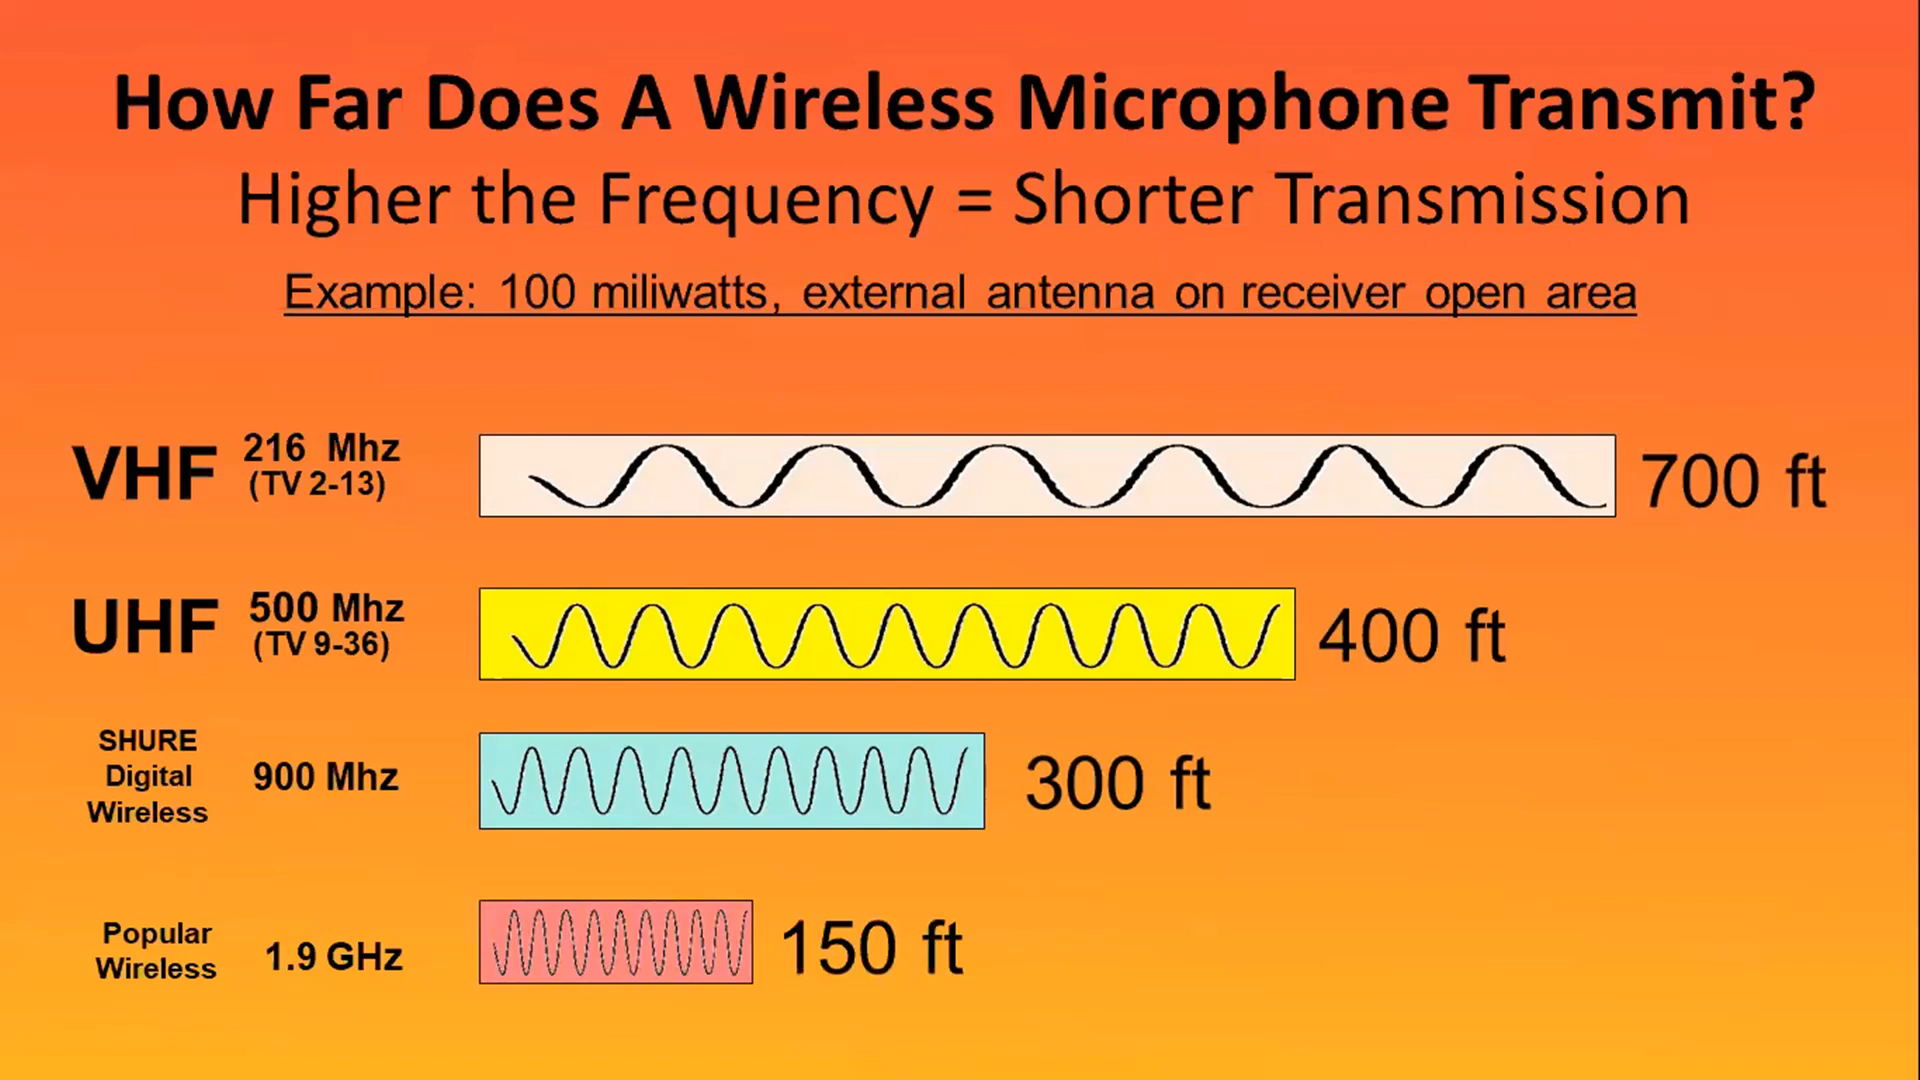 How Far Does A Wireless Microphone Transmit?
Higher the Frequency = Shorter Transmission
Example: 100 miliwatts, external antenna on receiver open area
VHF
216 Mhz
(TV 2-13)
700 ft
UHF
500 Mhz
(TV 9-36)
400 ft
SHURE
Digital
Wireless
900 Mhz
300 ft
Popular
Wireless
1.9 GHz
150 ft